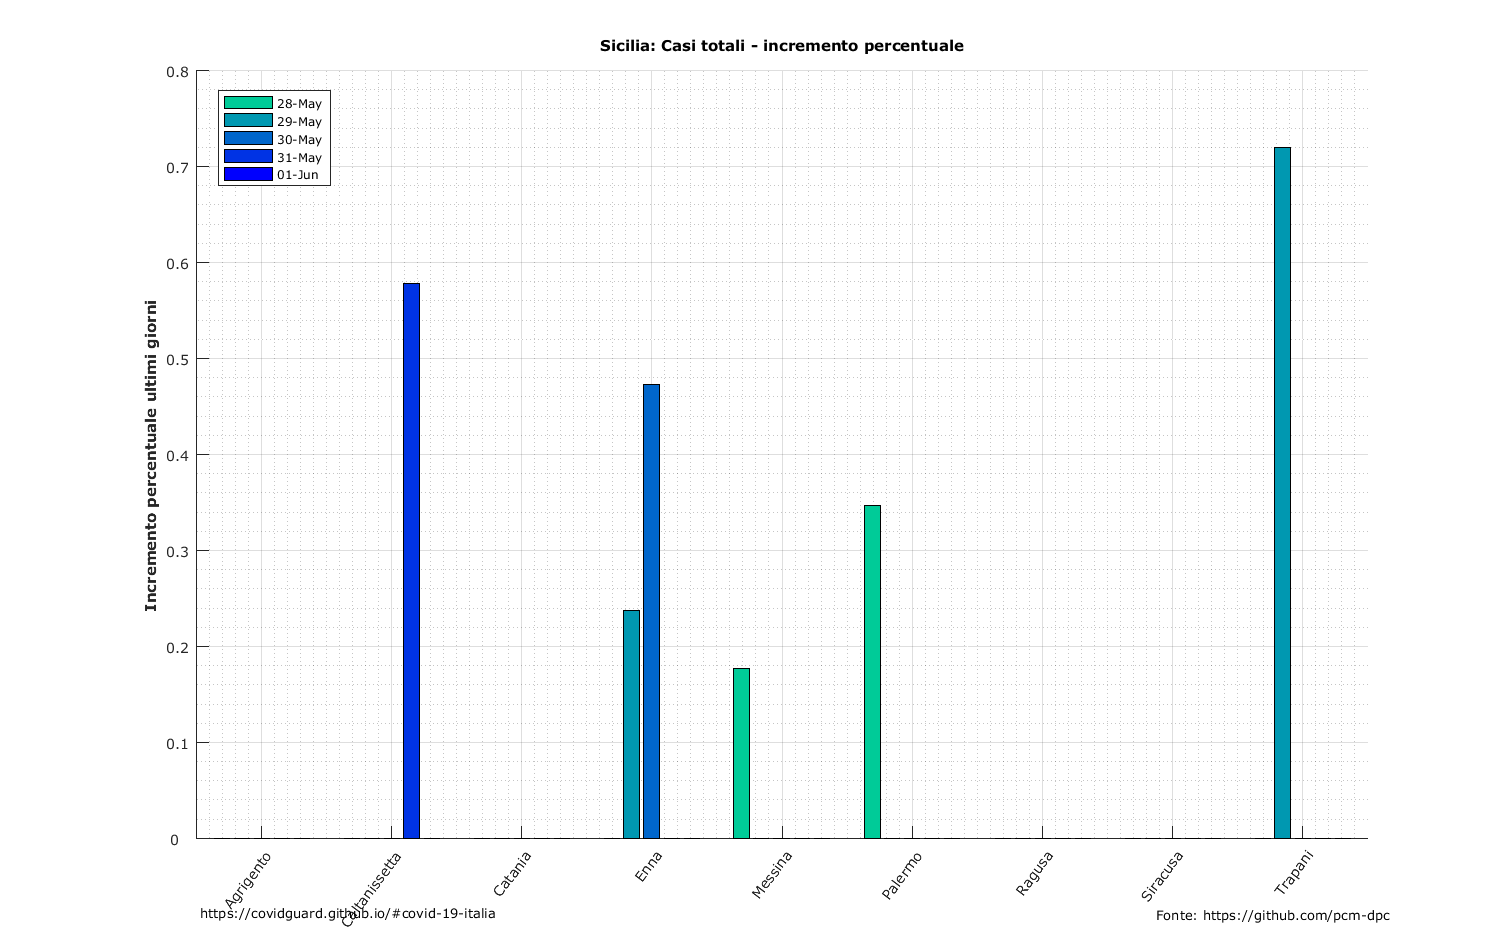 Sicilia: Casi totali - incremento percentuale
0.8
0.7
0.6
0.5
0.4
0.3
0.2
0.1
0
Incremento percentuale ultimi giorni
28-May
29-May
30-May
31-May
01-Jun
Agrigento
Caltanissetta
Catania
Enna
Messina
Palermo
Ragusa
Siracusa
Trapani
https://covidguard.github.io/#covid-19-italia
Fonte: https://github.com/pcm-dpc